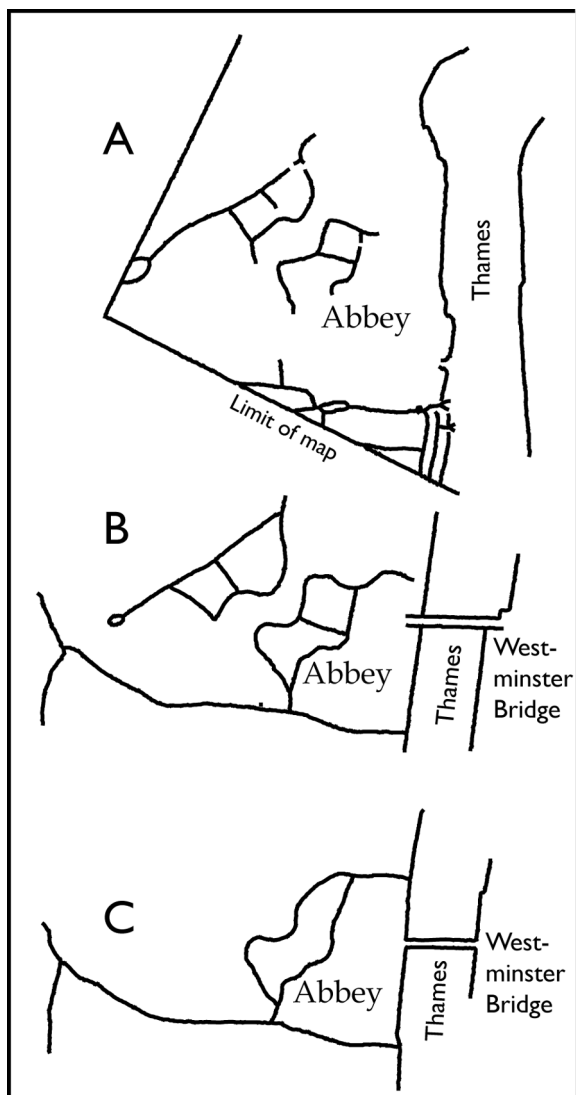 A
Thames
Abbey
Limit of map
B
West-
minster
Bridge
Abbey
Thames
C
West-
minster
Bridge
Abbey
Thames